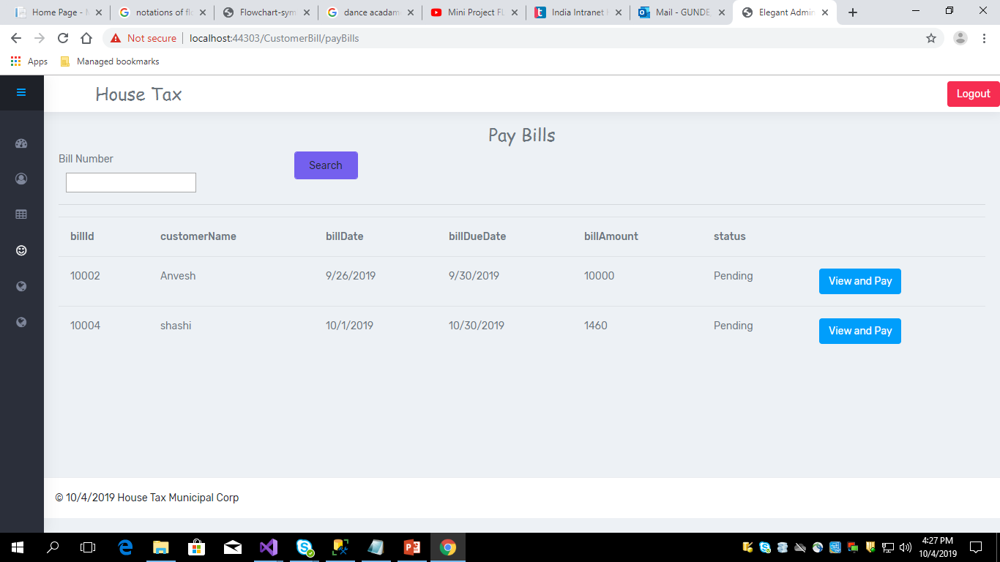 Home Page - M
notations of flo
Flowchart-sym
dance acadam
Mini Project FL
India Intranet H
Mail - GUNDE,
Elegant Admin
Not secure
localhost:44303/CustomerBill/payBills
Apps
Managed bookmarks
House Tax
Logout
Pay Bills
Bill Number
Search
billId customerName billDate billDueDate billAmount status
10002 Anvesh 9/26/2019 9/30/2019 10000 Pending View and Pay
10004 shashi 10/1/2019 10/30/2019 1460 Pending View and Pay
© 10/4/2019 House Tax Municipal Corp
4:27 PM
10/4/2019